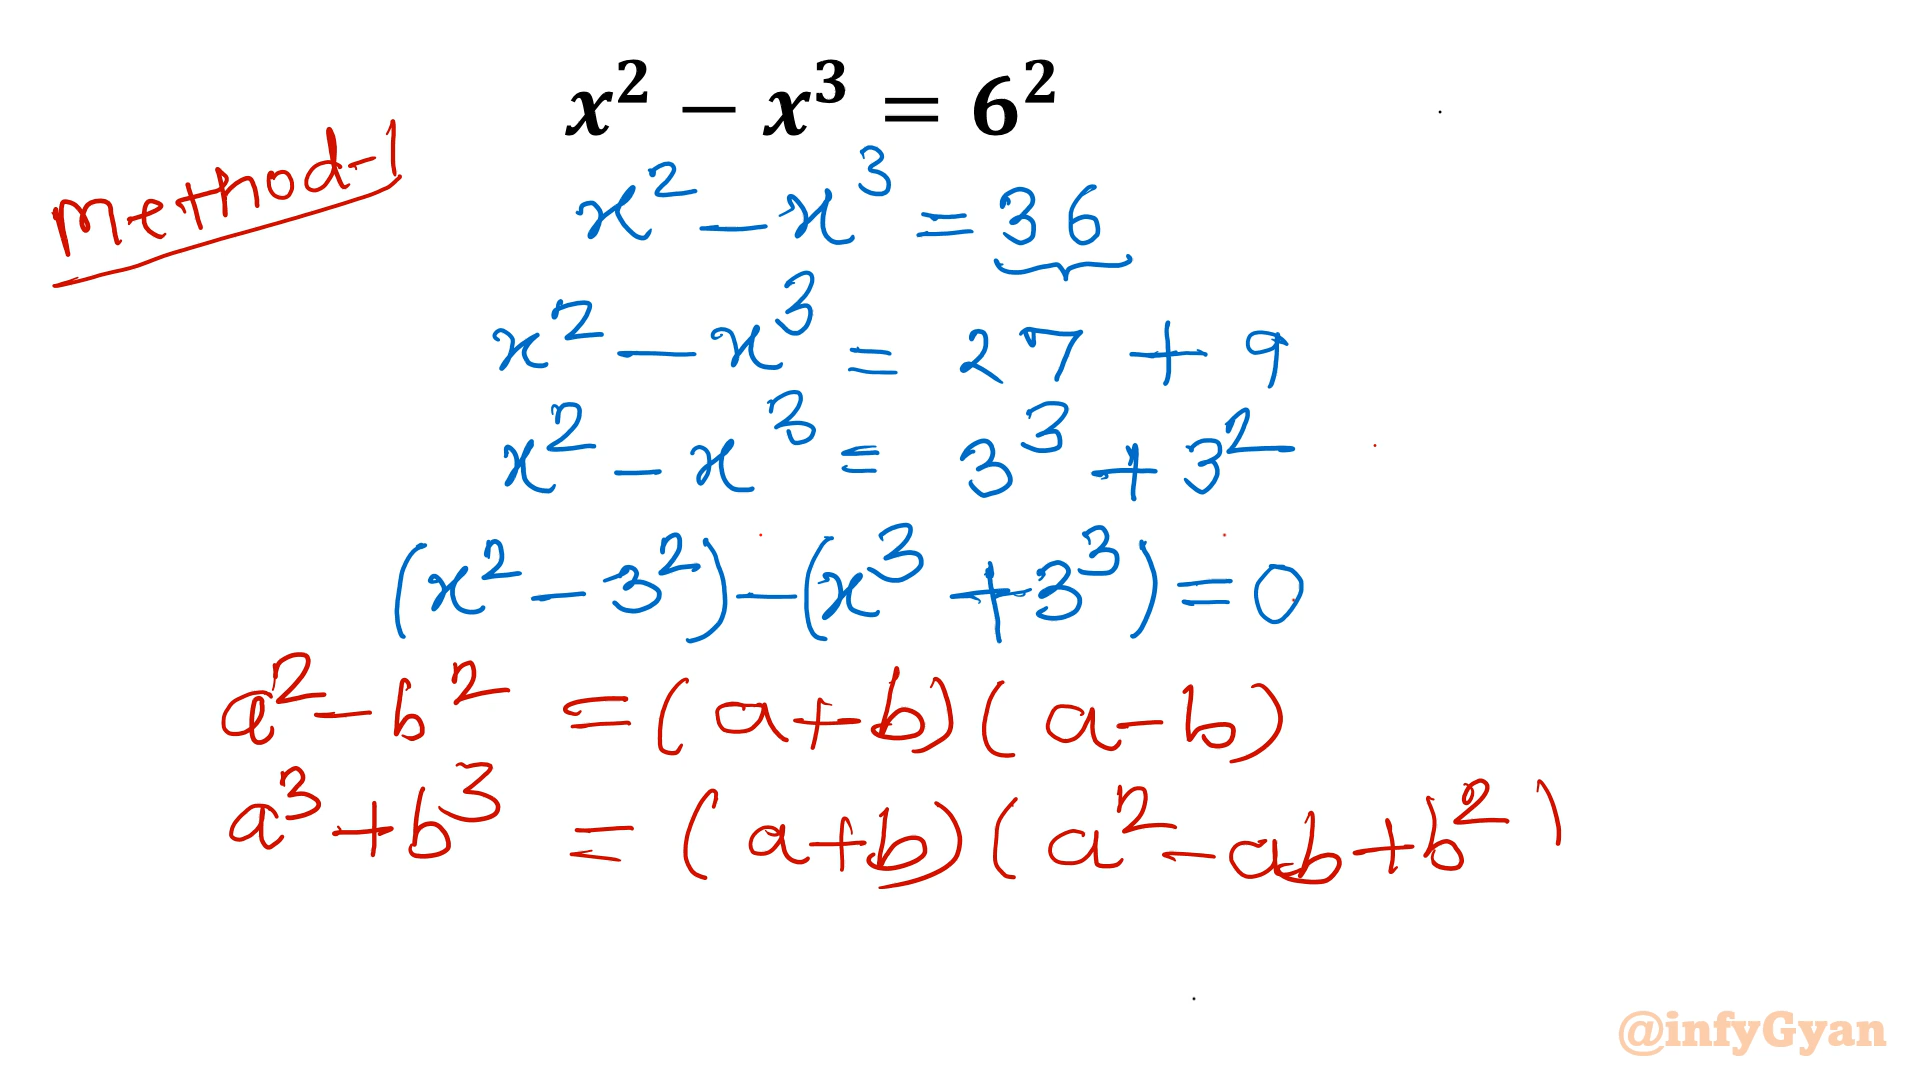 x² − x³ = 6²
Method-1
x² − x³ = 36
x² − x³ = 27 + 9
x² − x³ = 3³ + 3²
(x² − 3²) − (x³ + 3³) = 0
a² − b² = (a+b)(a−b)
a³ + b³ = (a+b)(a² − ab + b²)
@infyGyan